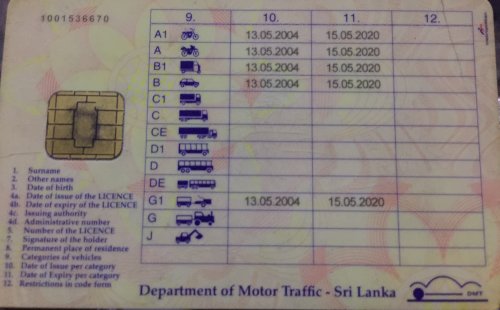 1001536670
9. 10. 11. 12.
A1 13.05.2004 15.05.2020
A 13.05.2004 15.05.2020
B1 13.05.2004 15.05.2020
B 13.05.2004 15.05.2020
C1
C
CE
D1
D
DE
G1 13.05.2004 15.05.2020
G
J
1. Surname
2. Other names
3. Date of birth
4a. Date of issue of the LICENCE
4b. Date of expiry of the LICENCE
4c. Issuing authority
4d. Administrative number
5. Number of the LICENCE
7. Signature of the holder
8. Permanent place of residence
9. Categories of vehicles
10. Date of Issue per category
11. Date of Expiry per category
12. Restrictions in code form
Department of Motor Traffic - Sri Lanka
DMT